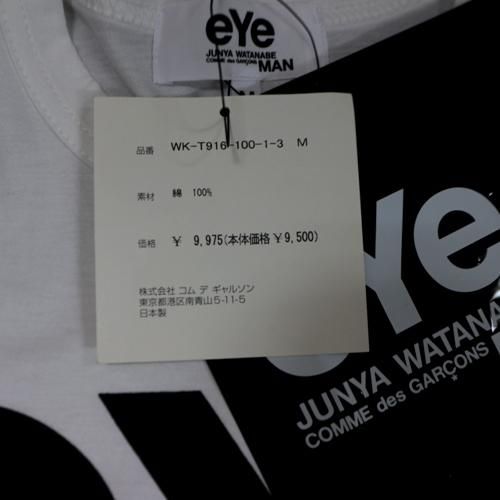 eYe
JUNYA WATANABE
COMME des GARÇONS MAN
品番 WK-T916-100-1-3 M
素材 綿 100%
価格 ¥ 9,975(本体価格 ¥9,500)
株式会社 コム デ ギャルソン
東京都港区南青山5-11-5
日本製
eYe
JUNYA WATANA
COMME des GARÇONS